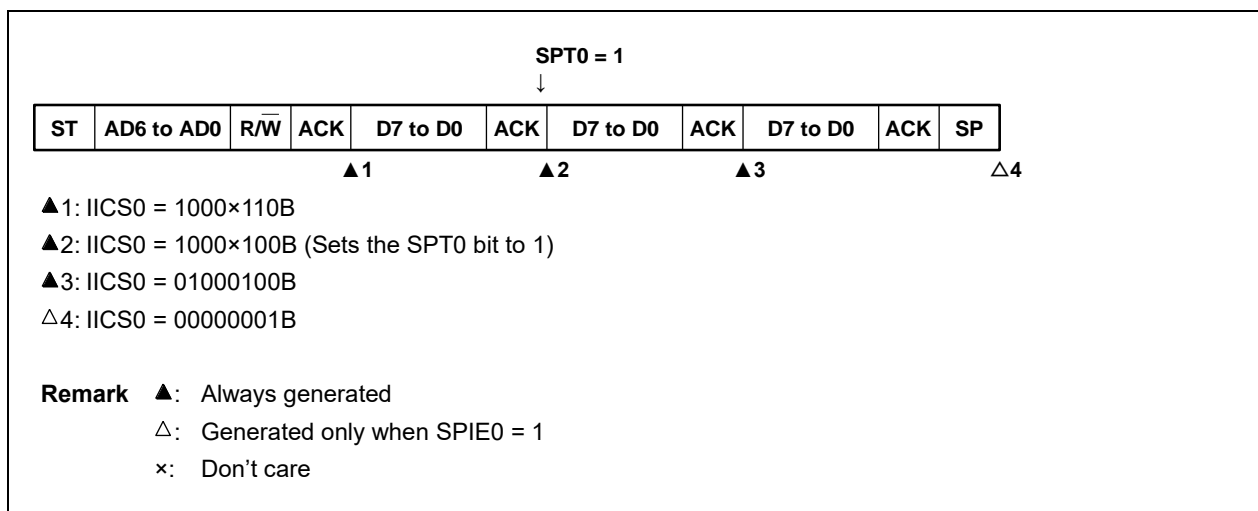 SPT0 = 1
↓
ST AD6 to AD0 R/W̅ ACK D7 to D0 ACK D7 to D0 ACK D7 to D0 ACK SP
▲1 ▲2 ▲3 △4
▲1: IICS0 = 1000×110B
▲2: IICS0 = 1000×100B (Sets the SPT0 bit to 1)
▲3: IICS0 = 01000100B
△4: IICS0 = 00000001B
Remark ▲: Always generated
△: Generated only when SPIE0 = 1
×: Don’t care